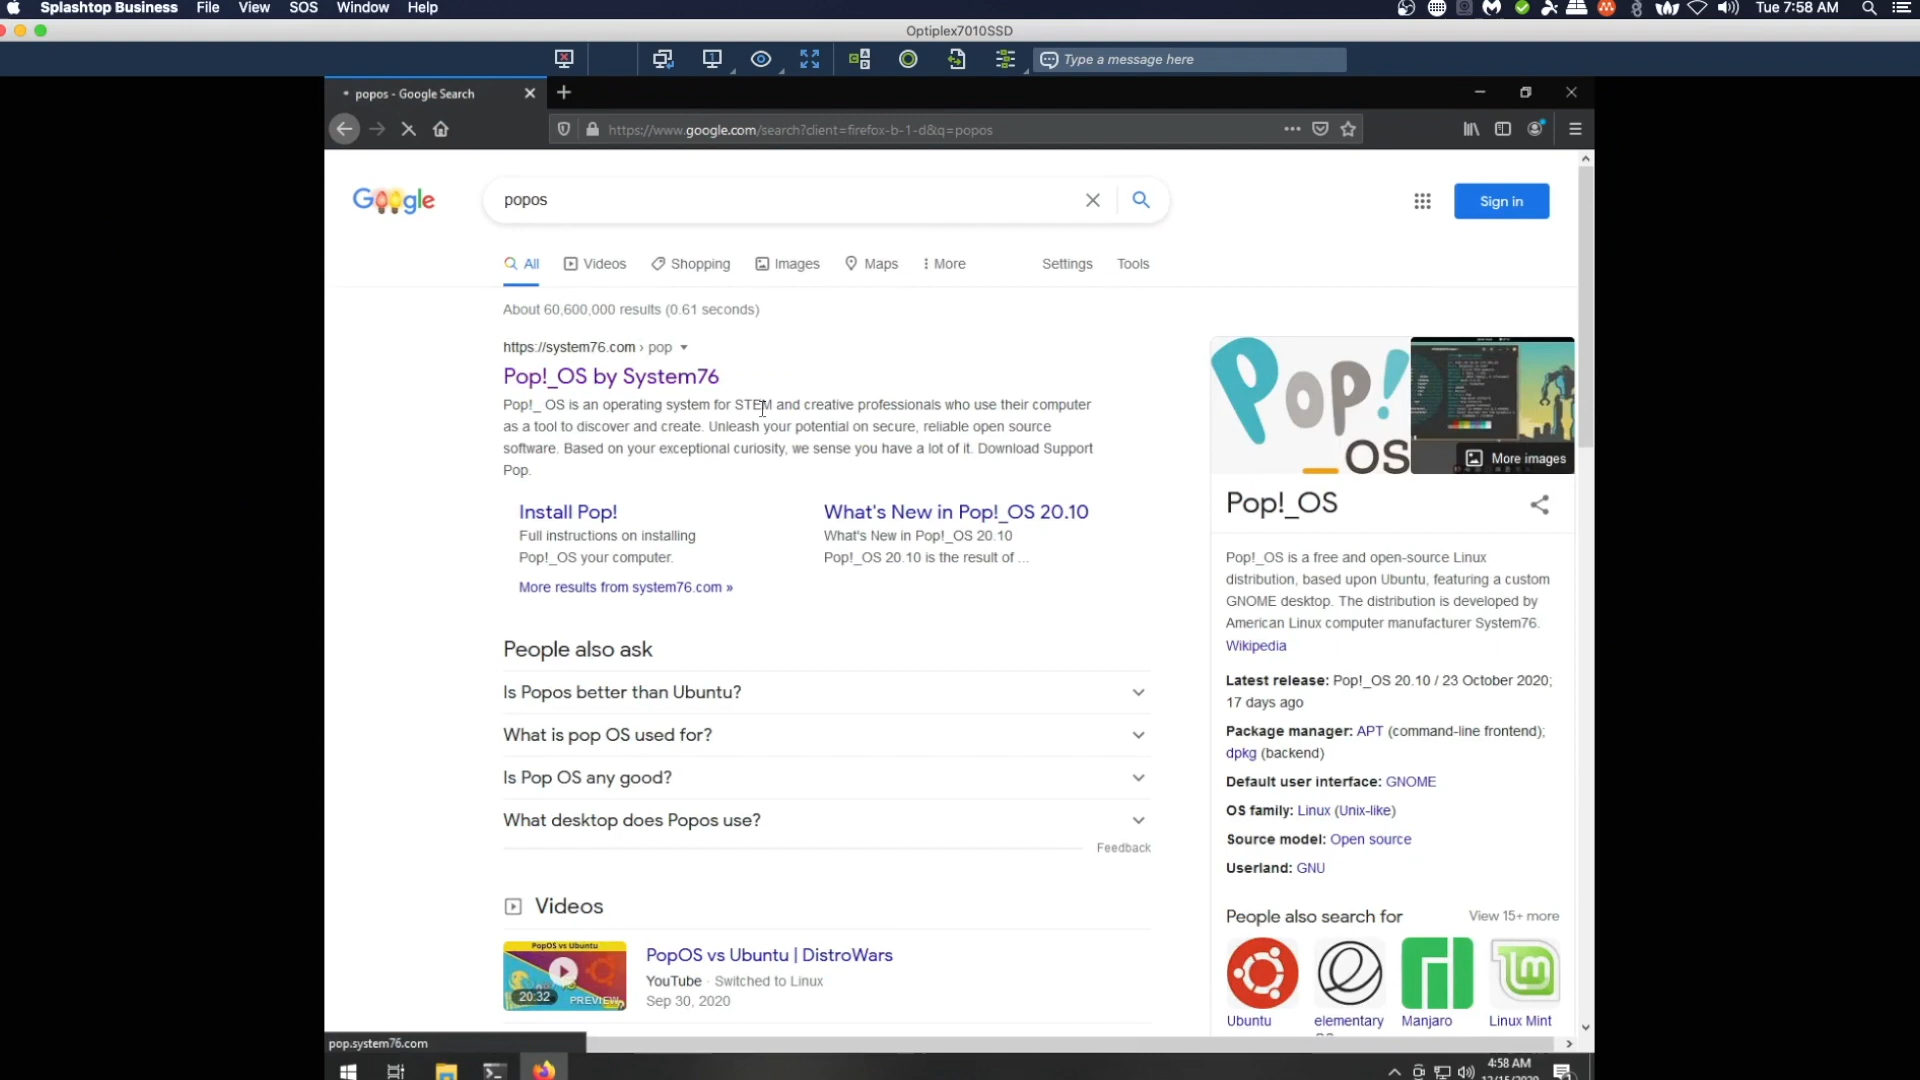 Splashtop Business File View SOS Window Help Tue 7:58 AM
Optiplex7010SSD
Type a message here
popos - Google Search
https://www.google.com/search?client=firefox-b-1-d&q=popos
Google
popos
Sign in
All Videos Shopping Images Maps More Settings Tools
About 60,600,000 results (0.61 seconds)
https://system76.com › pop
Pop!_OS by System76
Pop!_ OS is an operating system for STEM and creative professionals who use their computer
as a tool to discover and create. Unleash your potential on secure, reliable open source
software. Based on your exceptional curiosity, we sense you have a lot of it. Download Support
Pop.
Install Pop!
Full instructions on installing
Pop!_OS your computer.
What's New in Pop!_OS 20.10
What's New in Pop!_OS 20.10
Pop!_OS 20.10 is the result of ...
More results from system76.com »
People also ask
Is Popos better than Ubuntu?
What is pop OS used for?
Is Pop OS any good?
What desktop does Popos use?
Feedback
Videos
PopOS vs Ubuntu
20:32
PREVIEW
PopOS vs Ubuntu | DistroWars
YouTube · Switched to Linux
Sep 30, 2020
POP!
_OS
More images
Pop!_OS
Pop!_OS is a free and open-source Linux
distribution, based upon Ubuntu, featuring a custom
GNOME desktop. The distribution is developed by
American Linux computer manufacturer System76.
Wikipedia
Latest release: Pop!_OS 20.10 / 23 October 2020;
17 days ago
Package manager: APT (command-line frontend);
dpkg (backend)
Default user interface: GNOME
OS family: Linux (Unix-like)
Source model: Open source
Userland: GNU
People also search for View 15+ more
Ubuntu elementary Manjaro Linux Mint
pop.system76.com
4:58 AM